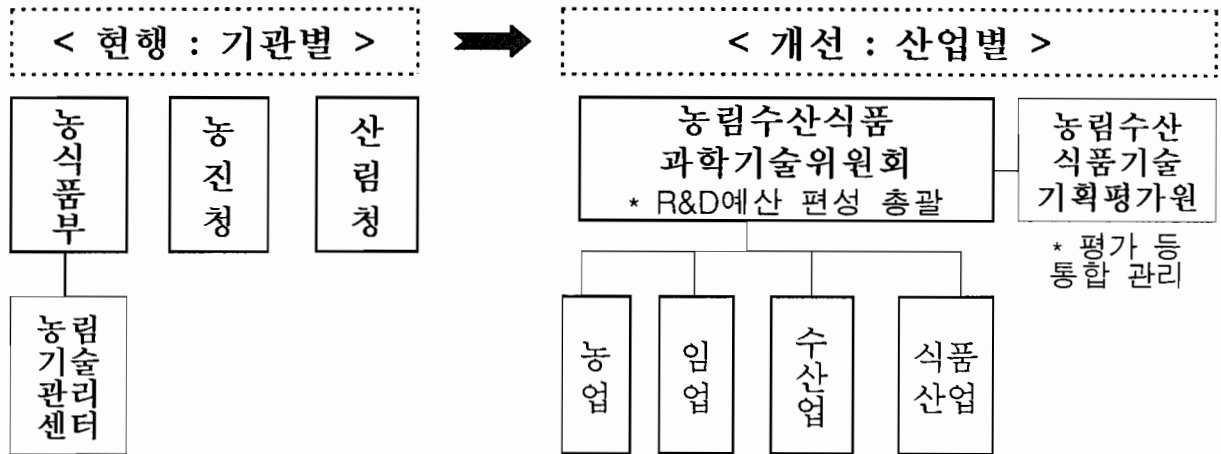 < 현행 : 기관별 >
< 개선 : 산업별 >
농식품부
농진청
산림청
농림
기술
관리
센터
농림수산식품
과학기술위원회
* R&D예산 편성 총괄
농림수산
식품기술
기획평가원
* 평가 등
통합 관리
농업
임업
수산업
식품
산업